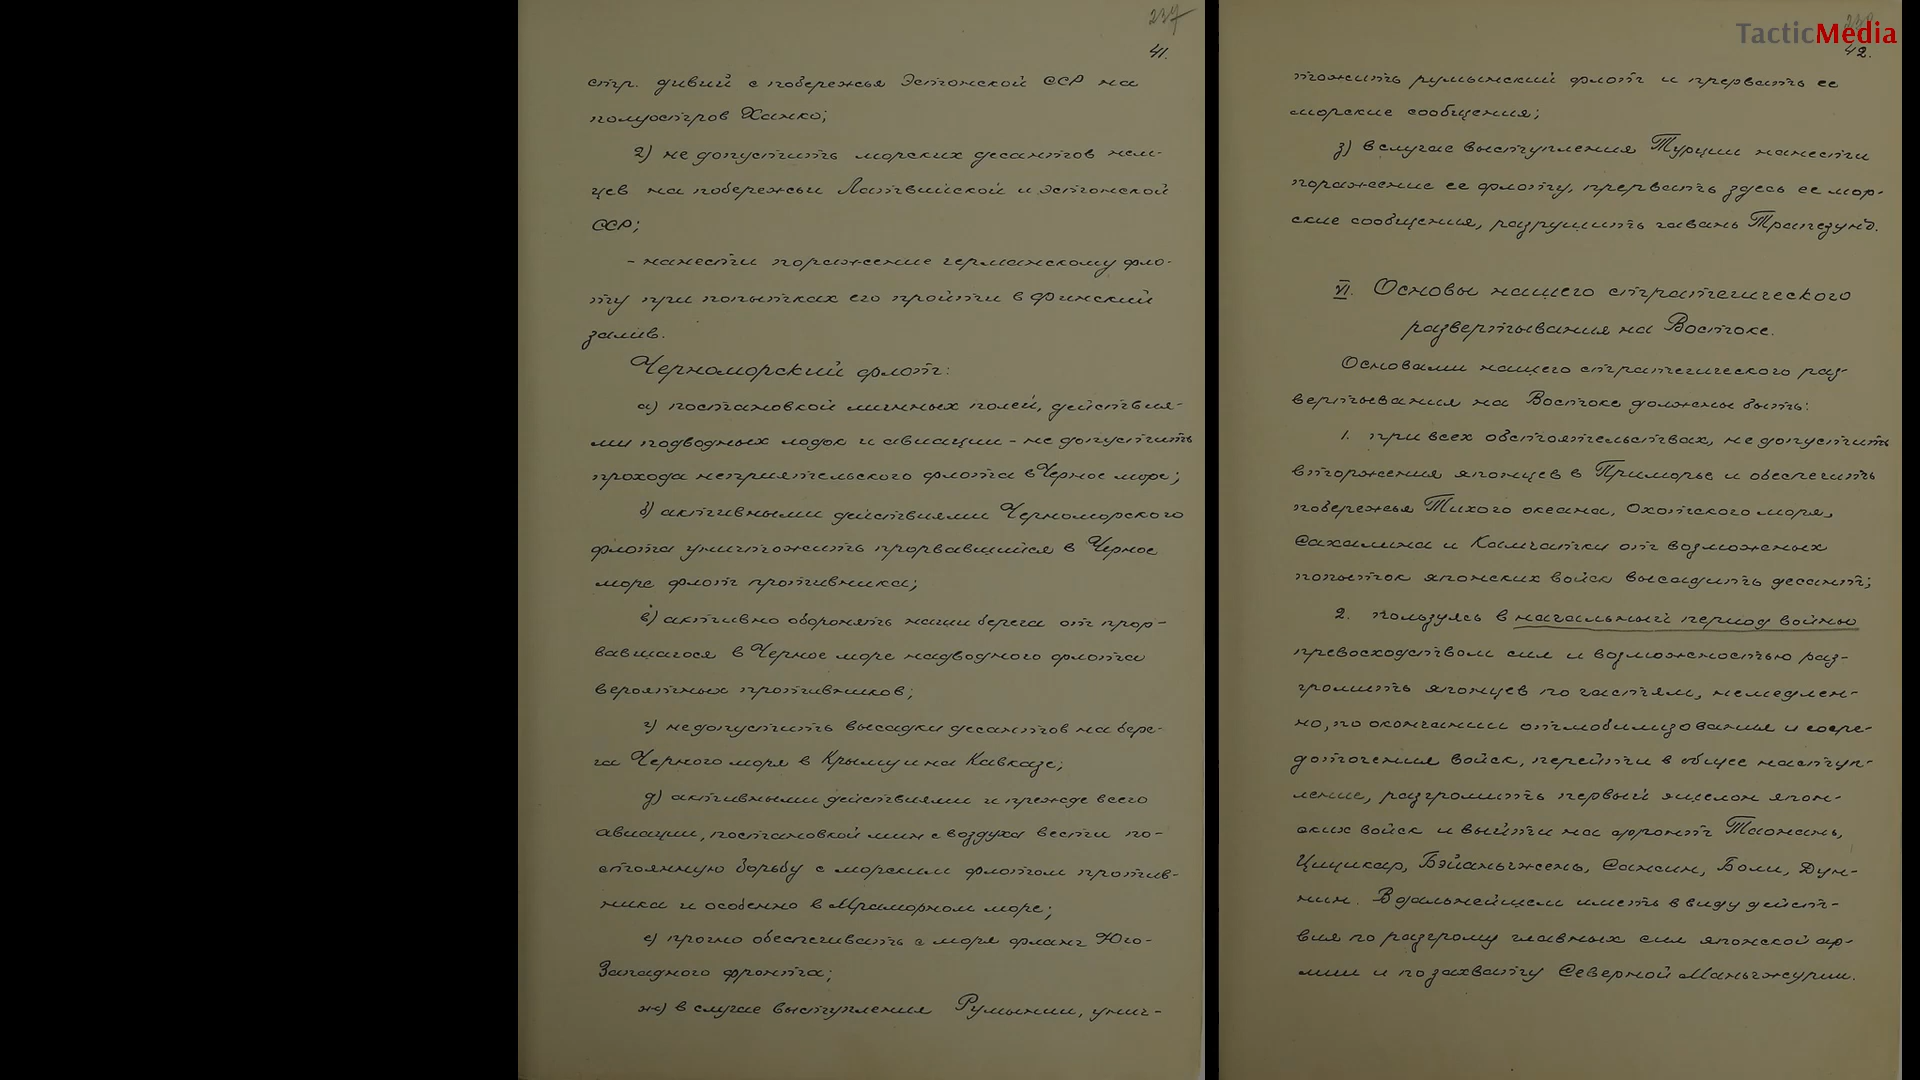 237
41.
стр. дивий с побережья Эстонской ССР на
полуостров Ханко;
2) не допустить морских десантов нем-
цев на побережьи Латвийской и Эстонской
ССР;
- нанести поражение германскому фло-
ту при попытках его пройти в Финский
залив.
Черноморский флот:
а) постановкой минных полей, действия-
ми подводных лодок и авиации - не допустить
прохода неприятельского флота в Черное море;
б) активными действиями Черноморского
флота уничтожить прорвавшийся в Черное
море флот противника;
в) активно оборонять наши берега от прор-
вавшагося в Черное море надводного флота
вероятных противников;
г) недопустить высадки десантов на бере-
га Черного моря в Крыму и на Кавказе;
д) активными действиями и прежде всего
авиации, постановкой мин с воздуха вести по-
стоянную борьбу с морским флотом против-
ника и особенно в Мраморном море;
е) прочно обеспечивать с моря фланг Юго-
Западного фронта;
ж) в случае выступления Румынии, унич-
TacticMedia
42.
тожить румынский флот и прервать ее
морские сообщения;
з) в случае выступления Турции нанести
поражение ее флоту, прервать здесь ее мор-
ские сообщения, разрушить гавань Трапезунд.
VI. Основы нашего стратегического
развертывания на Востоке.
Основами нашего стратегического раз-
вертывания на Востоке должны быть:
1. при всех обстоятельствах, не допустить
вторжения японцев в Приморье и обеспечить
побережья Тихого океана, Охотского моря,
Сахалина и Камчатки от возможных
попыток японских войск высадить десант;
2. пользуясь в начальный период войны
превосходством сил и возможностью раз-
громить японцев по частям, немедлен-
но, по окончании отмобилизования и сосре-
доточения войск, перейти в общее наступ-
ление, разгромить первый эшелон япон-
ских войск и выйти на фронт Таонань,
Цицикар, Бэйаньчжень, Сансин, Боли, Дун-
нин. В дальнейшем иметь в виду дейст-
вия по разгрому главных сил японской ар-
мии и по захвату Северной Маньчжурии.